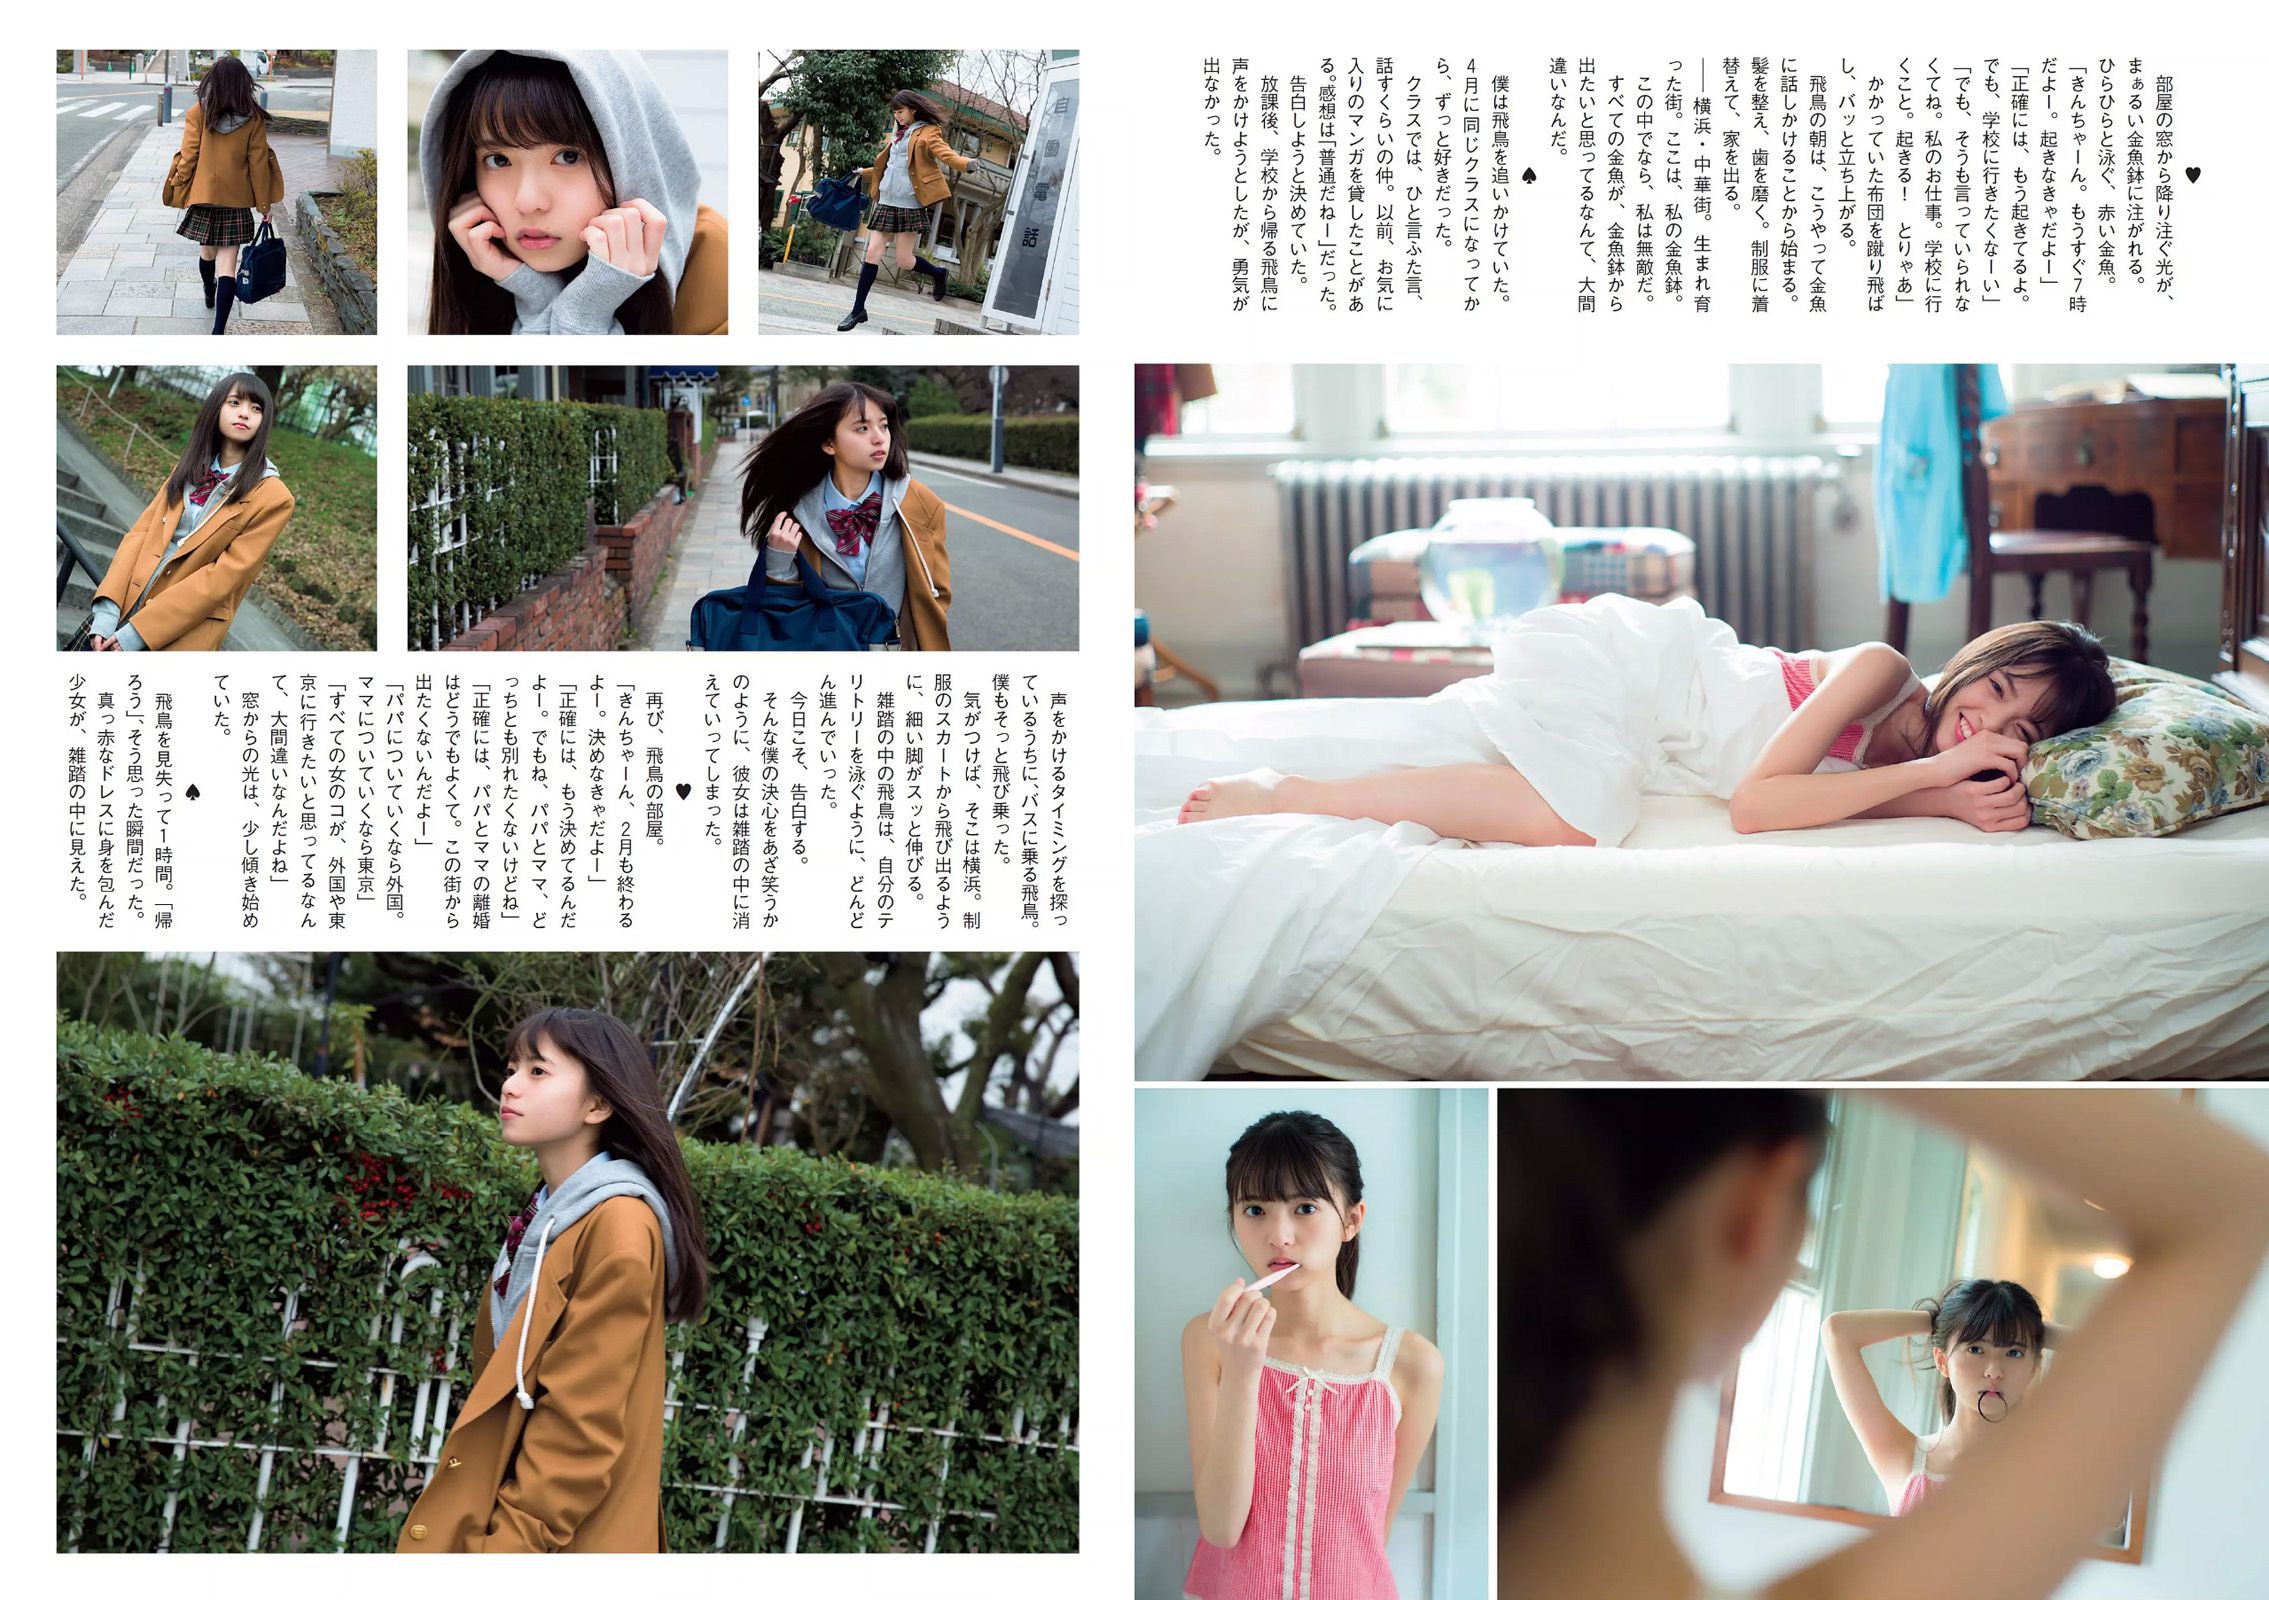 ♥
部屋の窓から降り注ぐ光が、
まぁるい金魚鉢に注がれる。
ひらひらと泳ぐ、赤い金魚。
「きんちゃーん。もうすぐ7時
だよー。起きなきゃだよー」
「正確には、もう起きてるよ。
でも、学校に行きたくなーい」
「でも、そうも言っていられな
くてね。私のお仕事。学校に行
くこと。起きる！　とりゃあ」
かかっていた布団を蹴り飛ば
し、バッと立ち上がる。
飛鳥の朝は、こうやって金魚
に話しかけることから始まる。
髪を整え、歯を磨く。制服に着
替えて、家を出る。
――横浜・中華街。生まれ育
った街。ここは、私の金魚鉢。
この中でなら、私は無敵だ。
すべての金魚が、金魚鉢から
出たいと思ってるなんて、大間
違いなんだ。
♠
僕は飛鳥を追いかけていた。
4月に同じクラスになってか
ら、ずっと好きだった。
クラスでは、ひと言ふた言、
話すくらいの仲。以前、お気に
入りのマンガを貸したことがあ
る。感想は「普通だねー」だった。
告白しようと決めていた。
放課後、学校から帰る飛鳥に
声をかけようとしたが、勇気が
出なかった。
自動電話
声をかけるタイミングを探っ
ているうちに、バスに乗る飛鳥。
僕もそっと飛び乗った。
気がつけば、そこは横浜。制
服のスカートから飛び出るよう
に、細い脚がスッと伸びる。
雑踏の中の飛鳥は、自分のテ
リトリーを泳ぐように、どんど
ん進んでいった。
今日こそ、告白する。
そんな僕の決心をあざ笑うか
のように、彼女は雑踏の中に消
えていってしまった。
♥
再び、飛鳥の部屋。
「きんちゃーん、2月も終わる
よー。決めなきゃだよー」
「正確には、もう決めてるんだ
よー。でもね、パパとママ、ど
っちとも別れたくないけどね」
「正確には、パパとママの離婚
はどうでもよくて。この街から
出たくないんだよー」
「パパについていくなら外国。
ママについていくなら東京」
「すべての女のコが、外国や東
京に行きたいと思ってるなん
て、大間違いなんだよね」
窓からの光は、少し傾き始め
ていた。
♠
飛鳥を見失って1時間。「帰
ろう」、そう思った瞬間だった。
真っ赤なドレスに身を包んだ
少女が、雑踏の中に見えた。